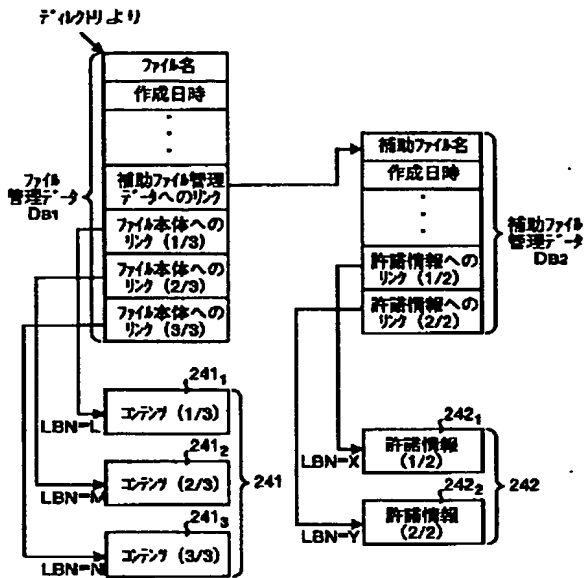 ディレクトリより
ファイル名
作成日時
・
・
・
補助ファイル管理
データへのリンク
ファイル本体への
リンク (1/3)
ファイル本体への
リンク (2/3)
ファイル本体への
リンク (3/3)
ファイル
管理データ
DB1
補助ファイル名
作成日時
・
・
・
許諾情報への
リンク (1/2)
許諾情報への
リンク (2/2)
補助ファイル
管理データ
DB2
241₁
コンテンツ (1/3)
LBN=L
241₂
コンテンツ (2/3)
LBN=M
241₃
コンテンツ (3/3)
LBN=N
241
242₁
許諾情報
(1/2)
LBN=X
242₂
許諾情報
(2/2)
LBN=Y
242